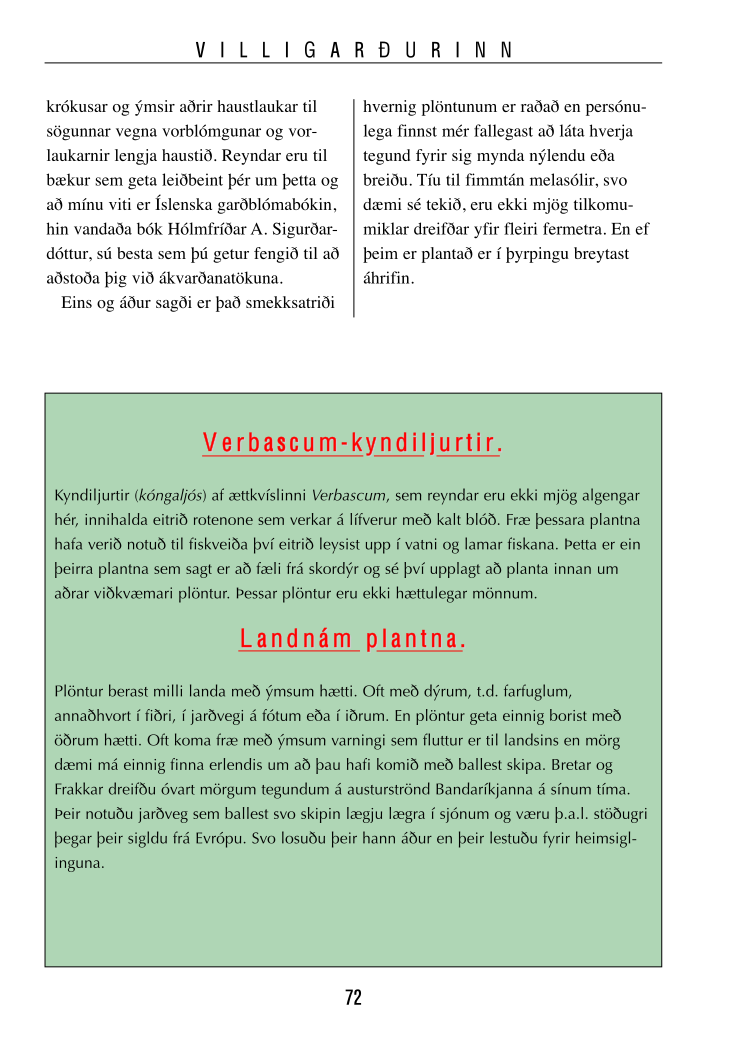 VILLIGARÐURINN
krókusar og ýmsir aðrir haustlaukar til
sögunnar vegna vorblómgunar og vor-
laukarnir lengja haustið. Reyndar eru til
bækur sem geta leiðbeint þér um þetta og
að mínu viti er Íslenska garðblómabókin,
hin vandaða bók Hólmfríðar A. Sigurðar-
dóttur, sú besta sem þú getur fengið til að
aðstoða þig við ákvarðanatökuna.
Eins og áður sagði er það smekksatriði
hvernig plöntunum er raðað en persónu-
lega finnst mér fallegast að láta hverja
tegund fyrir sig mynda nýlendu eða
breiðu. Tíu til fimmtán melasólir, svo
dæmi sé tekið, eru ekki mjög tilkomu-
miklar dreifðar yfir fleiri fermetra. En ef
þeim er plantað er í þyrpingu breytast
áhrifin.
Verbascum-kyndiljurtir.
Kyndiljurtir (kóngaljós) af ættkvíslinni Verbascum, sem reyndar eru ekki mjög algengar
hér, innihalda eitrið rotenone sem verkar á lífverur með kalt blóð. Fræ þessara plantna
hafa verið notuð til fiskveiða því eitrið leysist upp í vatni og lamar fiskana. Þetta er ein
þeirra plantna sem sagt er að fæli frá skordýr og sé því upplagt að planta innan um
aðrar viðkvæmari plöntur. Þessar plöntur eru ekki hættulegar mönnum.
Landnám plantna.
Plöntur berast milli landa með ýmsum hætti. Oft með dýrum, t.d. farfuglum,
annaðhvort í fiðri, í jarðvegi á fótum eða í iðrum. En plöntur geta einnig borist með
öðrum hætti. Oft koma fræ með ýmsum varningi sem fluttur er til landsins en mörg
dæmi má einnig finna erlendis um að þau hafi komið með ballest skipa. Bretar og
Frakkar dreifðu óvart mörgum tegundum á austurströnd Bandaríkjanna á sínum tíma.
Þeir notuðu jarðveg sem ballest svo skipin lægju lægra í sjónum og væru þ.a.l. stöðugri
þegar þeir sigldu frá Evrópu. Svo losuðu þeir hann áður en þeir lestuðu fyrir heimsigl-
inguna.
72